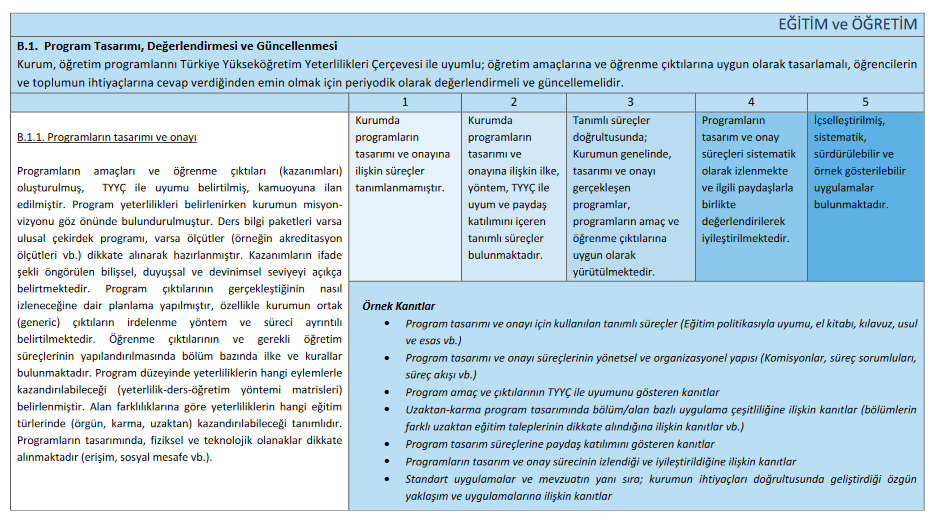 EĞİTİM ve ÖĞRETİM
B.1. Program Tasarımı, Değerlendirmesi ve Güncellenmesi
Kurum, öğretim programlarını Türkiye Yükseköğretim Yeterlilikleri Çerçevesi ile uyumlu; öğretim amaçlarına ve öğrenme çıktılarına uygun olarak tasarlamalı, öğrencilerin
ve toplumun ihtiyaçlarına cevap verdiğinden emin olmak için periyodik olarak değerlendirmeli ve güncellemelidir.
1 2 3 4 5
B.1.1. Programların tasarımı ve onayı
Programların amaçları ve öğrenme çıktıları (kazanımları)
oluşturulmuş, TYYÇ ile uyumu belirtilmiş, kamuoyuna ilan
edilmiştir. Program yeterlilikleri belirlenirken kurumun misyon-
vizyonu göz önünde bulundurulmuştur. Ders bilgi paketleri varsa
ulusal çekirdek programı, varsa ölçütler (örneğin akreditasyon
ölçütleri vb.) dikkate alınarak hazırlanmıştır. Kazanımların ifade
şekli öngörülen bilişsel, duyuşsal ve devinimsel seviyeyi açıkça
belirtmektedir. Program çıktılarının gerçekleştiğinin nasıl
izleneceğine dair planlama yapılmıştır, özellikle kurumun ortak
(generic) çıktıların irdelenme yöntem ve süreci ayrıntılı
belirtilmektedir. Öğrenme çıktılarının ve gerekli öğretim
süreçlerinin yapılandırılmasında bölüm bazında ilke ve kurallar
bulunmaktadır. Program düzeyinde yeterliliklerin hangi eylemlerle
kazandırılabileceği (yeterlilik-ders-öğretim yöntemi matrisleri)
belirlenmiştir. Alan farklılıklarına göre yeterliliklerin hangi eğitim
türlerinde (örgün, karma, uzaktan) kazandırılabileceği tanımlıdır.
Programların tasarımında, fiziksel ve teknolojik olanaklar dikkate
alınmaktadır (erişim, sosyal mesafe vb.).
Kurumda
programların
tasarımı ve onayına
ilişkin süreçler
tanımlanmamıştır.
Kurumda
programların
tasarımı ve
onayına ilişkin ilke,
yöntem, TYYÇ ile
uyum ve paydaş
katılımını içeren
tanımlı süreçler
bulunmaktadır.
Tanımlı süreçler
doğrultusunda;
Kurumun genelinde,
tasarımı ve onayı
gerçekleşen
programlar,
programların amaç ve
öğrenme çıktılarına
uygun olarak
yürütülmektedir.
Programların
tasarım ve onay
süreçleri sistematik
olarak izlenmekte
ve ilgili paydaşlarla
birlikte
değerlendirilerek
iyileştirilmektedir.
İçselleştirilmiş,
sistematik,
sürdürülebilir ve
örnek gösterilebilir
uygulamalar
bulunmaktadır.
Örnek Kanıtlar
• Program tasarımı ve onayı için kullanılan tanımlı süreçler (Eğitim politikasıyla uyumu, el kitabı, kılavuz, usul
ve esas vb.)
• Program tasarımı ve onayı süreçlerinin yönetsel ve organizasyonel yapısı (Komisyonlar, süreç sorumluları,
süreç akışı vb.)
• Program amaç ve çıktılarının TYYÇ ile uyumunu gösteren kanıtlar
• Uzaktan-karma program tasarımında bölüm/alan bazlı uygulama çeşitliliğine ilişkin kanıtlar (bölümlerin
farklı uzaktan eğitim taleplerinin dikkate alındığına ilişkin kanıtlar vb.)
• Program tasarım süreçlerine paydaş katılımını gösteren kanıtlar
• Programların tasarım ve onay sürecinin izlendiği ve iyileştirildiğine ilişkin kanıtlar
• Standart uygulamalar ve mevzuatın yanı sıra; kurumun ihtiyaçları doğrultusunda geliştirdiği özgün
yaklaşım ve uygulamalarına ilişkin kanıtlar